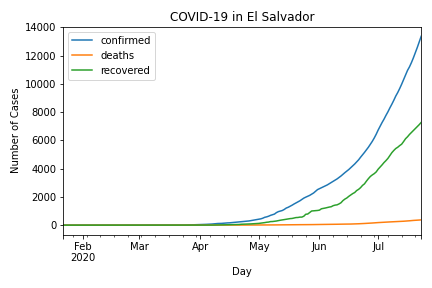 COVID-19 in El Salvador
14000
12000
10000
8000
6000
4000
2000
0
Number of Cases
confirmed
deaths
recovered
Feb Mar Apr May Jun Jul
2020
Day